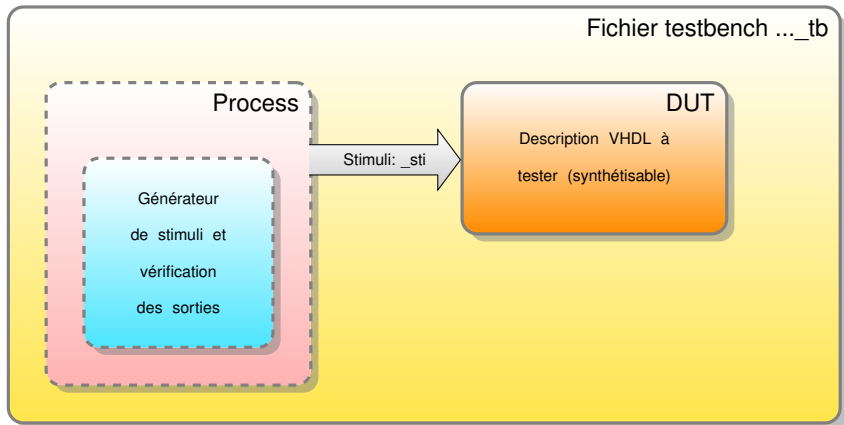 Fichier testbench ..._tb
Process
DUT
Description VHDL à
tester (synthétisable)
Stimuli: _sti
Générateur
de stimuli et
vérification
des sorties